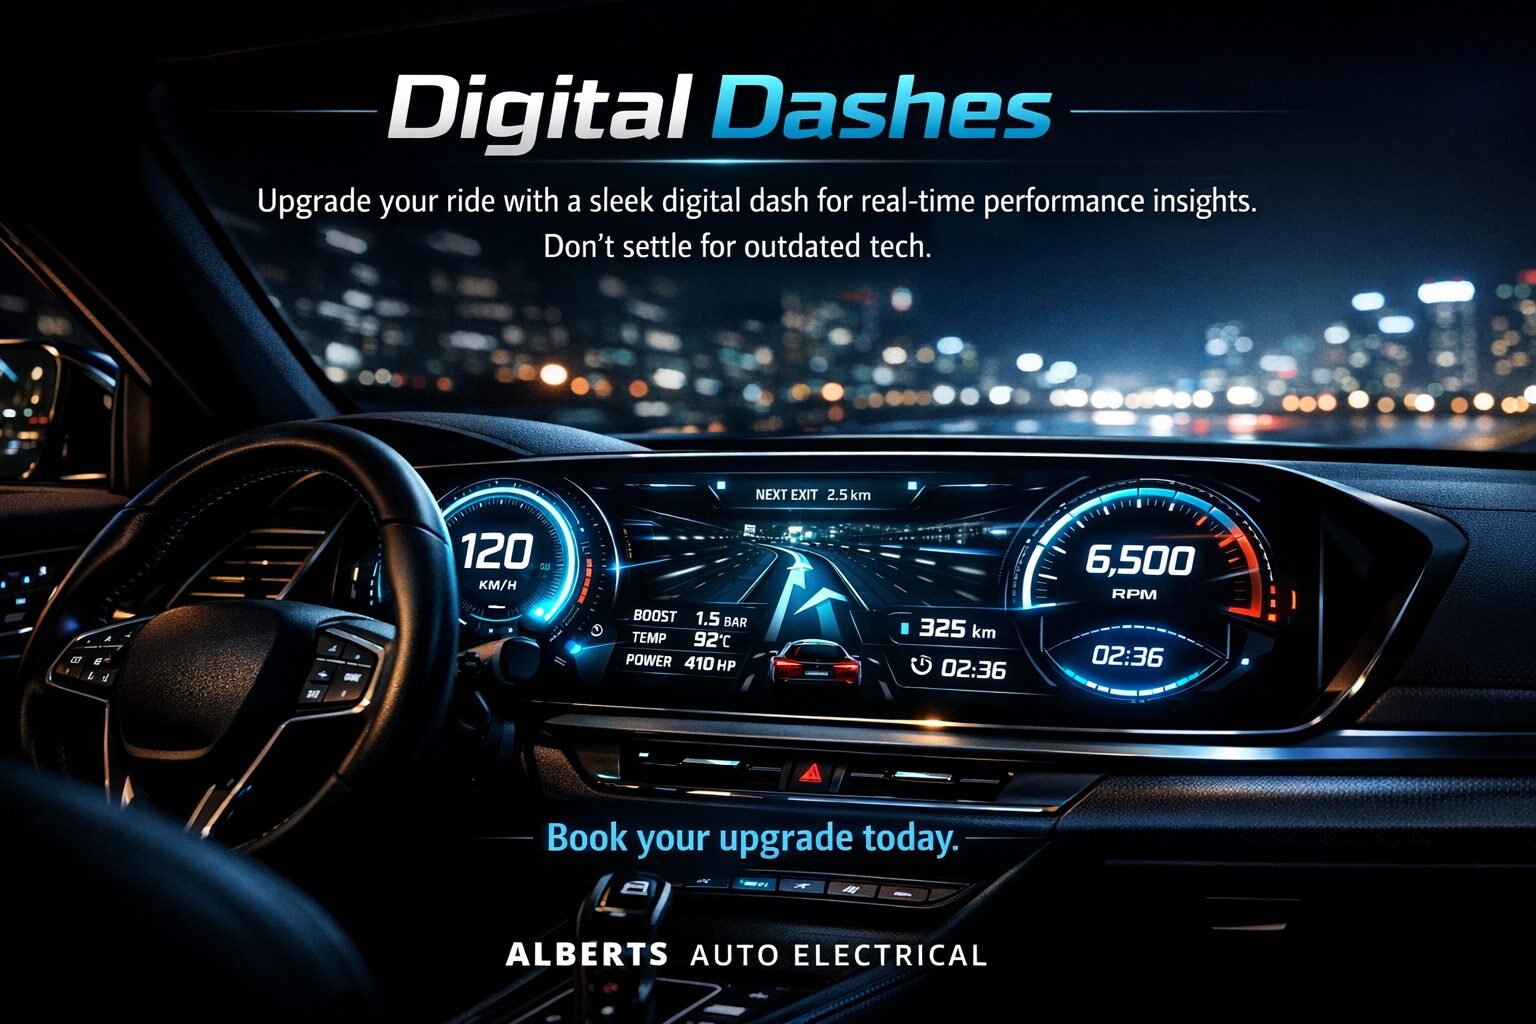 Digital Dashes
Upgrade your ride with a sleek digital dash for real-time performance insights.
Don't settle for outdated tech.
NEXT EXIT 2.5 km
120
KM/H
6,500
RPM
BOOST 1.5 BAR
TEMP 92°C
POWER 410 HP
325 km
02:36
02:36
Book your upgrade today.
ALBERTS AUTO ELECTRICAL